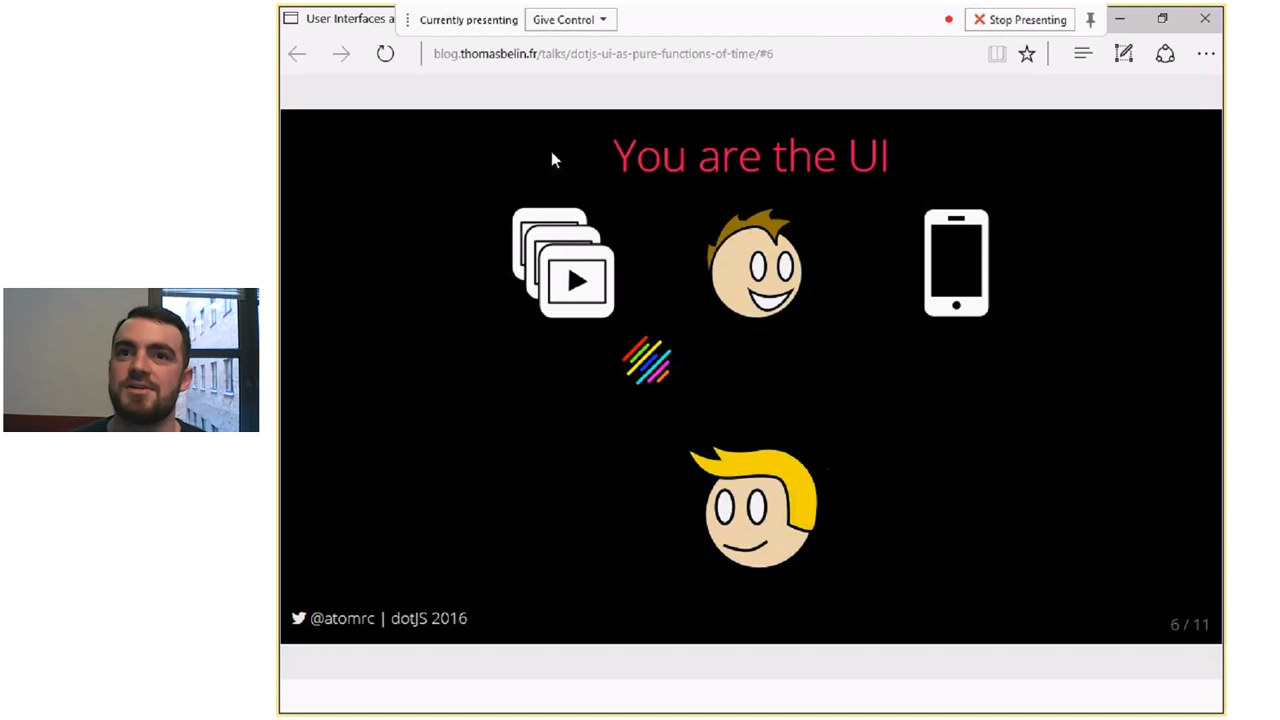 User Interfaces a
Currently presenting
Give Control
Stop Presenting
blog.thomasbelin.fr/talks/dotjs-ui-as-pure-functions-of-time/#6
You are the UI
@atomrc | dotJS 2016
6 / 11